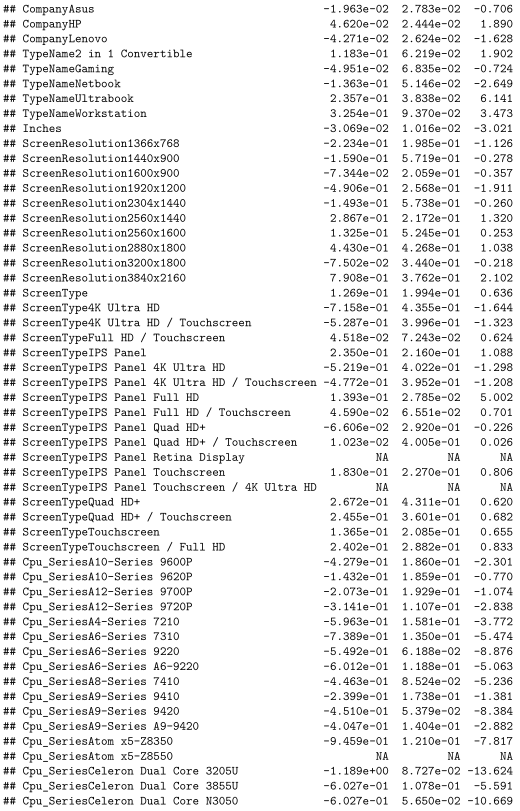 ## CompanyAsus -1.963e-02 2.783e-02 -0.706
## CompanyHP 4.620e-02 2.444e-02 1.890
## CompanyLenovo -4.271e-02 2.624e-02 -1.628
## TypeName2 in 1 Convertible 1.183e-01 6.219e-02 1.902
## TypeNameGaming -4.951e-02 6.835e-02 -0.724
## TypeNameNetbook -1.363e-01 5.146e-02 -2.649
## TypeNameUltrabook 2.357e-01 3.838e-02 6.141
## TypeNameWorkstation 3.254e-01 9.370e-02 3.473
## Inches -3.069e-02 1.016e-02 -3.021
## ScreenResolution1366x768 -2.234e-01 1.985e-01 -1.126
## ScreenResolution1440x900 -1.590e-01 5.719e-01 -0.278
## ScreenResolution1600x900 -7.344e-02 2.059e-01 -0.357
## ScreenResolution1920x1200 -4.906e-01 2.568e-01 -1.911
## ScreenResolution2304x1440 -1.493e-01 5.738e-01 -0.260
## ScreenResolution2560x1440 2.867e-01 2.172e-01 1.320
## ScreenResolution2560x1600 1.325e-01 5.245e-01 0.253
## ScreenResolution2880x1800 4.430e-01 4.268e-01 1.038
## ScreenResolution3200x1800 -7.502e-02 3.440e-01 -0.218
## ScreenResolution3840x2160 7.908e-01 3.762e-01 2.102
## ScreenType 1.269e-01 1.994e-01 0.636
## ScreenType4K Ultra HD -7.158e-01 4.355e-01 -1.644
## ScreenType4K Ultra HD / Touchscreen -5.287e-01 3.996e-01 -1.323
## ScreenTypeFull HD / Touchscreen 4.518e-02 7.243e-02 0.624
## ScreenTypeIPS Panel 2.350e-01 2.160e-01 1.088
## ScreenTypeIPS Panel 4K Ultra HD -5.219e-01 4.022e-01 -1.298
## ScreenTypeIPS Panel 4K Ultra HD / Touchscreen -4.772e-01 3.952e-01 -1.208
## ScreenTypeIPS Panel Full HD 1.393e-01 2.785e-02 5.002
## ScreenTypeIPS Panel Full HD / Touchscreen 4.590e-02 6.551e-02 0.701
## ScreenTypeIPS Panel Quad HD+ -6.606e-02 2.920e-01 -0.226
## ScreenTypeIPS Panel Quad HD+ / Touchscreen 1.023e-02 4.005e-01 0.026
## ScreenTypeIPS Panel Retina Display NA NA NA
## ScreenTypeIPS Panel Touchscreen 1.830e-01 2.270e-01 0.806
## ScreenTypeIPS Panel Touchscreen / 4K Ultra HD NA NA NA
## ScreenTypeQuad HD+ 2.672e-01 4.311e-01 0.620
## ScreenTypeQuad HD+ / Touchscreen 2.455e-01 3.601e-01 0.682
## ScreenTypeTouchscreen 1.365e-01 2.085e-01 0.655
## ScreenTypeTouchscreen / Full HD 2.402e-01 2.882e-01 0.833
## Cpu_SeriesA10-Series 9600P -4.279e-01 1.860e-01 -2.301
## Cpu_SeriesA10-Series 9620P -1.432e-01 1.859e-01 -0.770
## Cpu_SeriesA12-Series 9700P -2.073e-01 1.929e-01 -1.074
## Cpu_SeriesA12-Series 9720P -3.141e-01 1.107e-01 -2.838
## Cpu_SeriesA4-Series 7210 -5.963e-01 1.581e-01 -3.772
## Cpu_SeriesA6-Series 7310 -7.389e-01 1.350e-01 -5.474
## Cpu_SeriesA6-Series 9220 -5.492e-01 6.188e-02 -8.876
## Cpu_SeriesA6-Series A6-9220 -6.012e-01 1.188e-01 -5.063
## Cpu_SeriesA8-Series 7410 -4.463e-01 8.524e-02 -5.236
## Cpu_SeriesA9-Series 9410 -2.399e-01 1.738e-01 -1.381
## Cpu_SeriesA9-Series 9420 -4.510e-01 5.379e-02 -8.384
## Cpu_SeriesA9-Series A9-9420 -4.047e-01 1.404e-01 -2.882
## Cpu_SeriesAtom x5-Z8350 -9.459e-01 1.210e-01 -7.817
## Cpu_SeriesAtom x5-Z8550 NA NA NA
## Cpu_SeriesCeleron Dual Core 3205U -1.189e+00 8.727e-02 -13.624
## Cpu_SeriesCeleron Dual Core 3855U -6.027e-01 1.078e-01 -5.591
## Cpu_SeriesCeleron Dual Core N3050 -6.027e-01 5.650e-02 -10.669